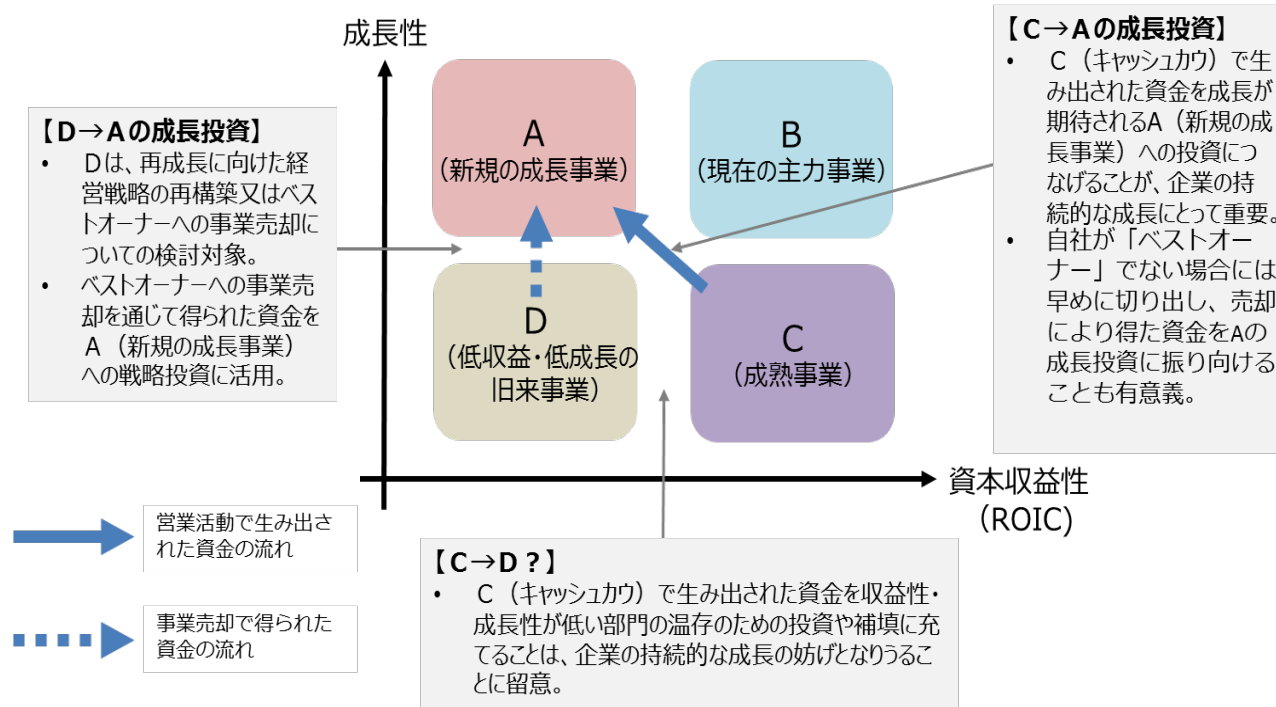 成長性
【D→Aの成長投資】
• Dは、再成長に向けた経
営戦略の再構築又はベス
トオーナーへの事業売却に
ついての検討対象。
• ベストオーナーへの事業売
却を通じて得られた資金を
A（新規の成長事業）
への戦略投資に活用。
A
（新規の成長事業）
B
（現在の主力事業）
D
（低収益・低成長の
旧来事業）
C
（成熟事業）
【C→Aの成長投資】
• C（キャッシュカウ）で生
み出された資金を成長が
期待されるA（新規の成
長事業）への投資につ
なげることが、企業の持
続的な成長にとって重要。
• 自社が「ベストオー
ナー」でない場合には
早めに切り出し、売却
により得た資金をAの
成長投資に振り向ける
ことも有意義。
資本収益性
（ROIC)
営業活動で生み出さ
れた資金の流れ
事業売却で得られた
資金の流れ
【C→D？】
• C（キャッシュカウ）で生み出された資金を収益性・
成長性が低い部門の温存のための投資や補填に充
てることは、企業の持続的な成長の妨げとなりうるこ
とに留意。